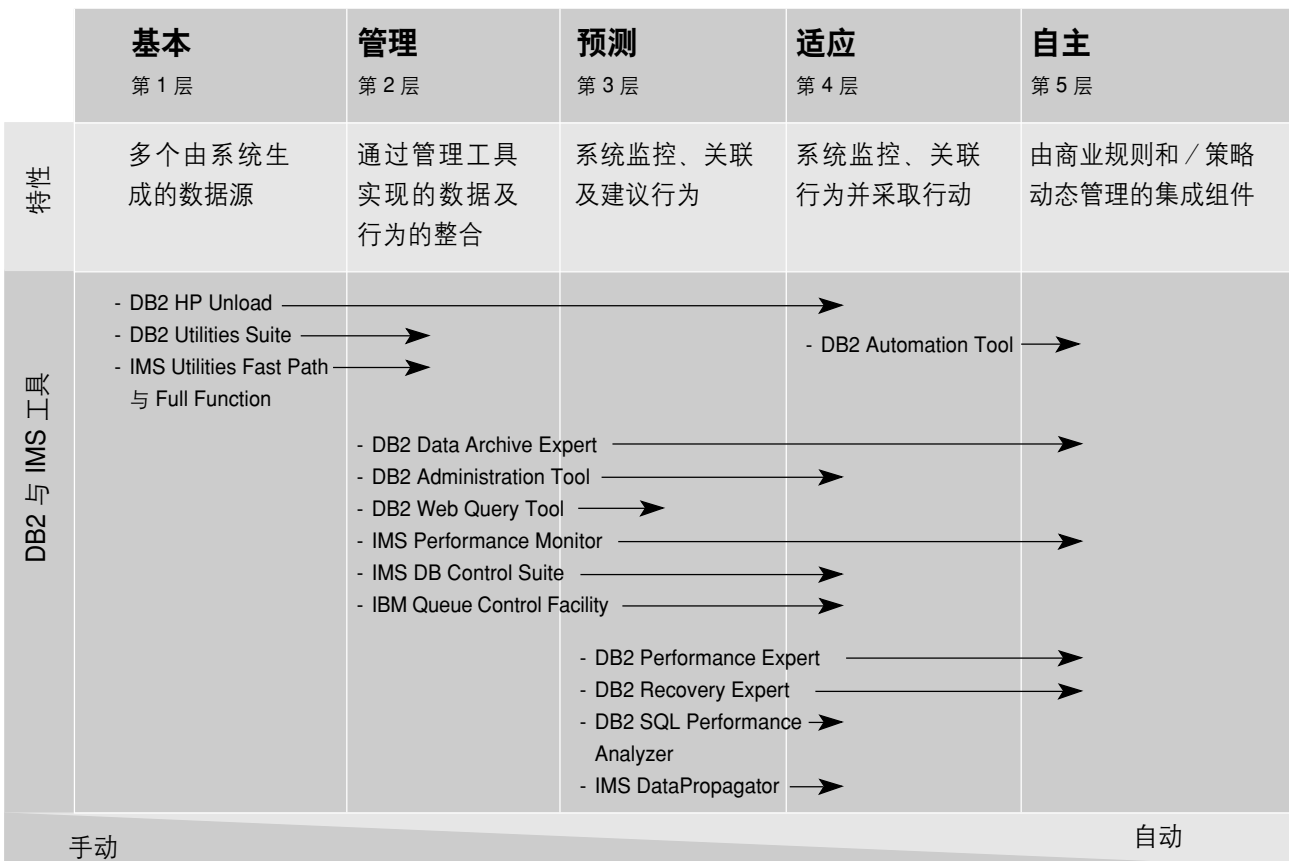 基本
第 1 层
管理
第 2 层
预测
第 3 层
适应
第 4 层
自主
第 5 层
特性
多个由系统生
成的数据源
通过管理工具
实现的数据及
行为的整合
系统监控、关联
及建议行为
系统监控、关联
行为并采取行动
由商业规则和 / 策略
动态管理的集成组件
DB2 与 IMS 工具
- DB2 HP Unload
- DB2 Utilities Suite
- IMS Utilities Fast Path
与 Full Function
- DB2 Automation Tool
- DB2 Data Archive Expert
- DB2 Administration Tool
- DB2 Web Query Tool
- IMS Performance Monitor
- IMS DB Control Suite
- IBM Queue Control Facility
- DB2 Performance Expert
- DB2 Recovery Expert
- DB2 SQL Performance
Analyzer
- IMS DataPropagator
手动
自动